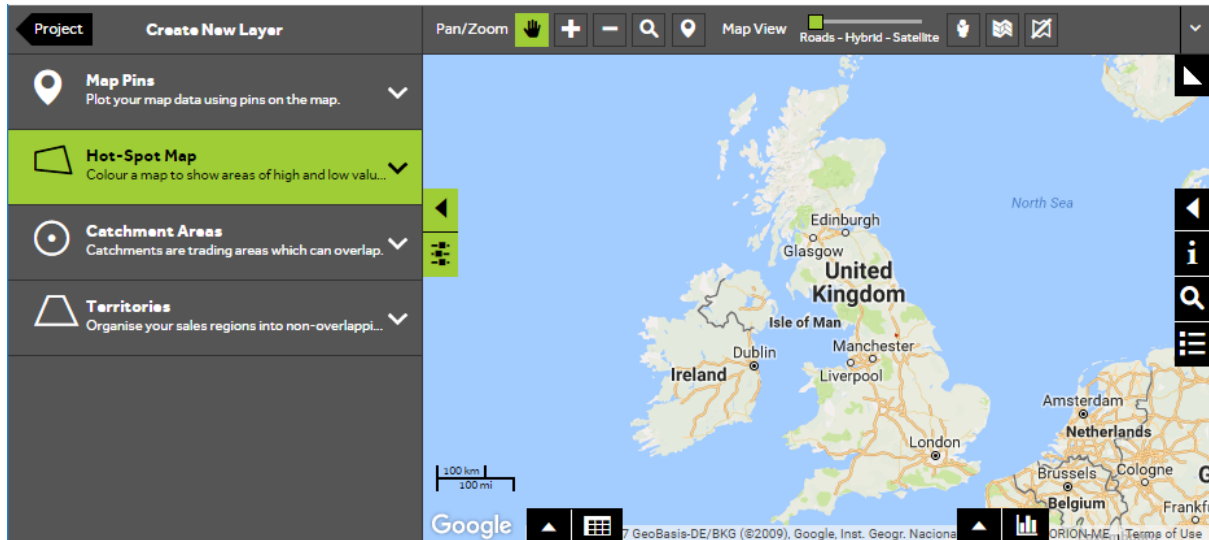 Project
Create New Layer
Pan/Zoom
Map View
Roads - Hybrid - Satellite
Map Pins
Plot your map data using pins on the map.
Hot-Spot Map
Colour a map to show areas of high and low valu...
Catchment Areas
Catchments are trading areas which can overlap.
Territories
Organise your sales regions into non-overlappi...
North Sea
Edinburgh
Glasgow
United
Kingdom
Isle of Man
Manchester
Dublin
Ireland
Liverpool
Amsterdam
Netherlands
London
Brussels
Cologne
Belgium
Frankf
100 km
100 mi
Google
7 GeoBasis-DE/BKG (©2009), Google, Inst. Geogr. Naciona
ORION-ME
Terms of Use